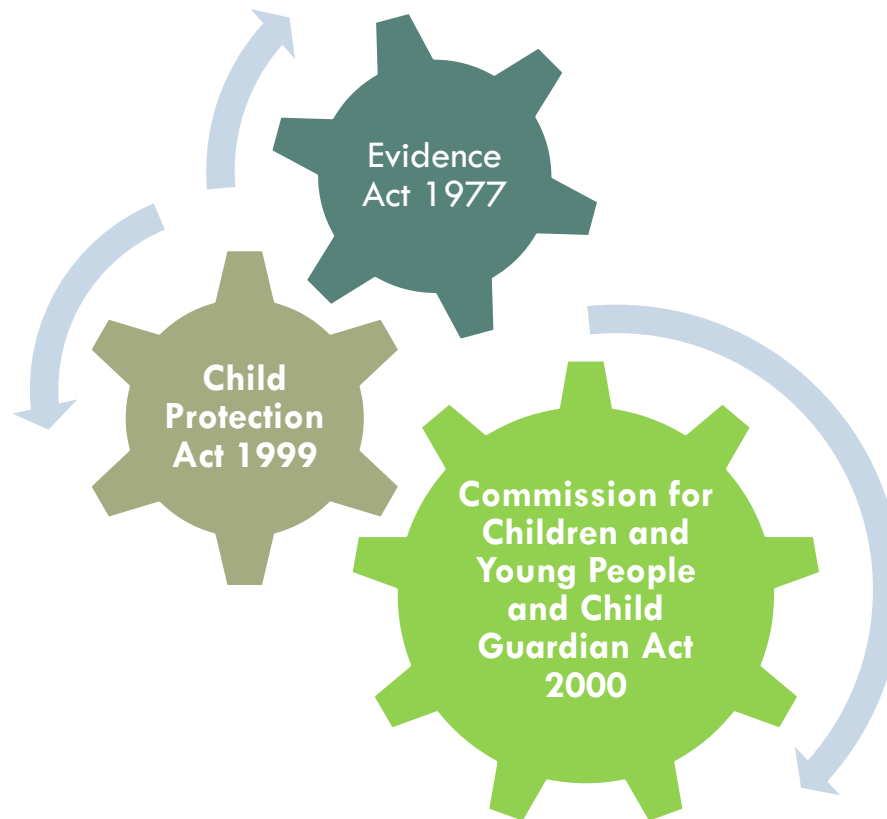 Evidence
Act 1977
Child
Protection
Act 1999
Commission for
Children and
Young People
and Child
Guardian Act
2000